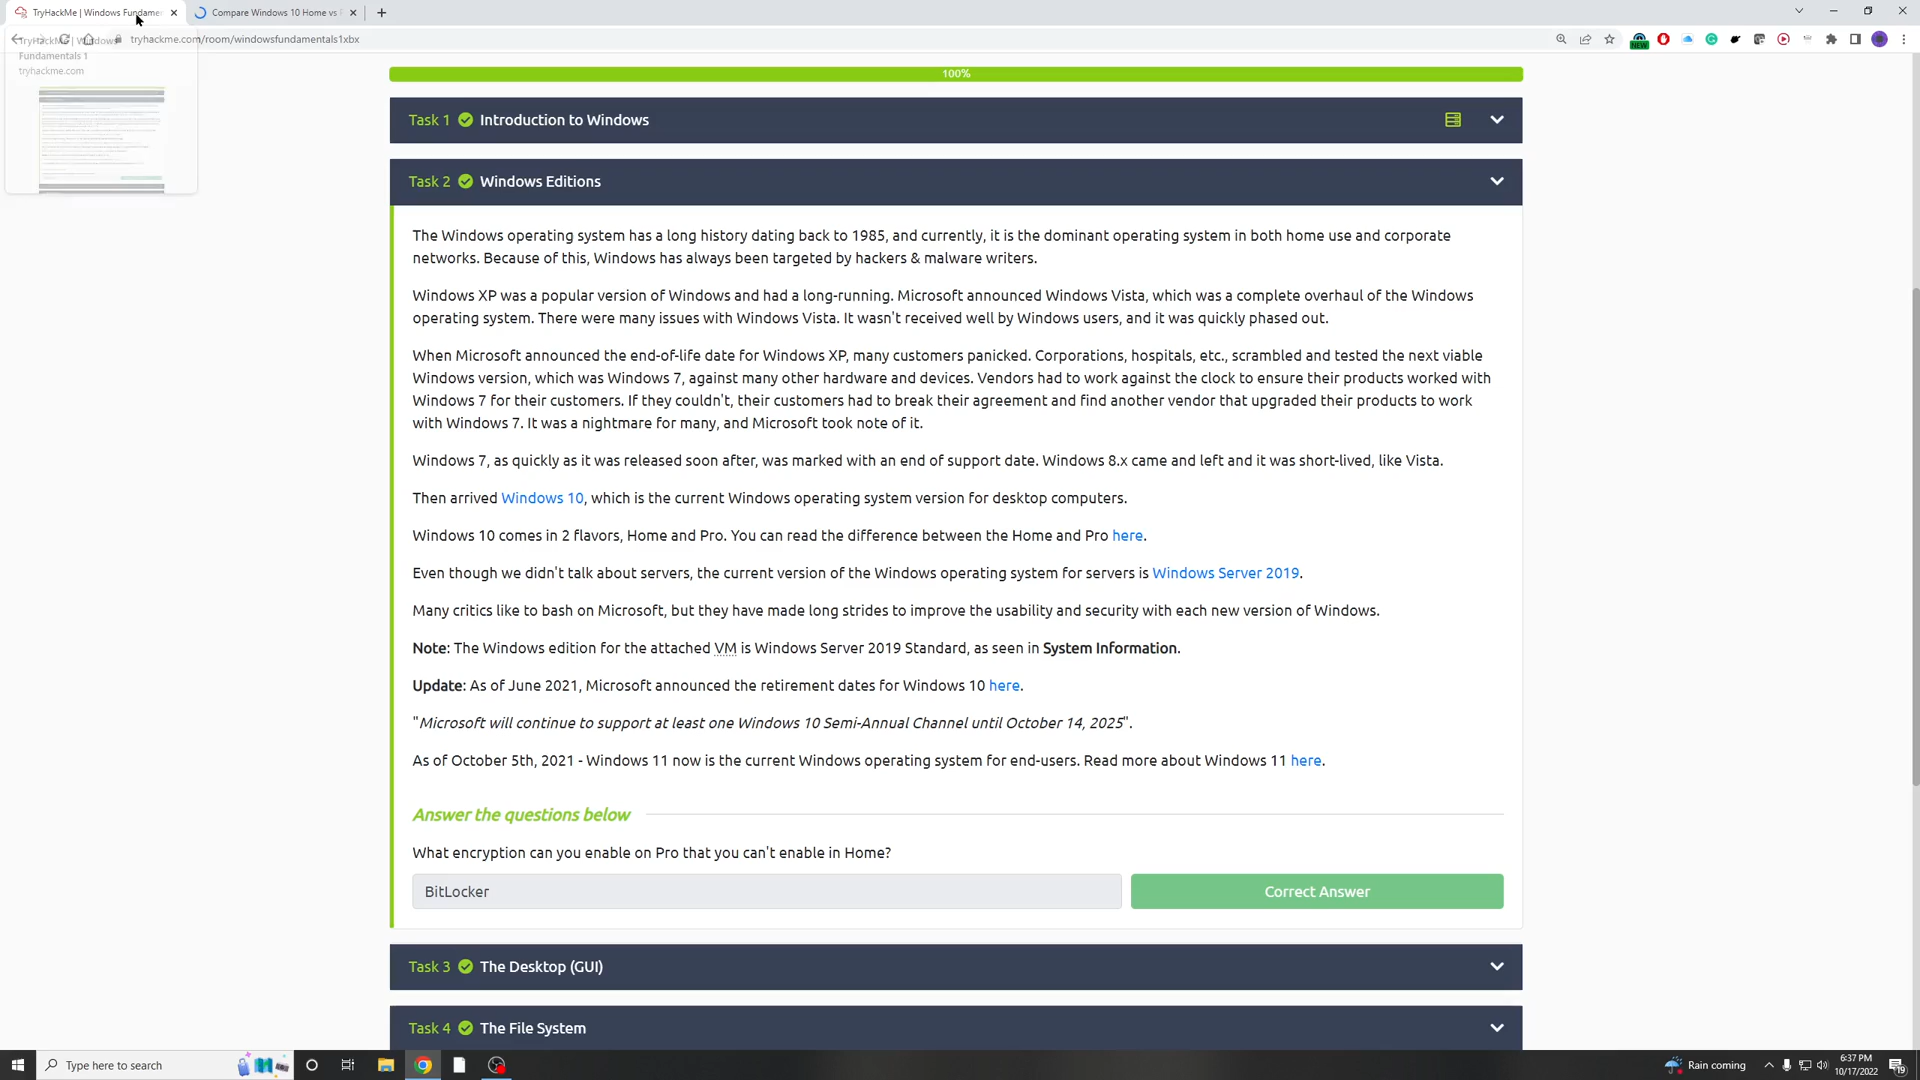 TryHackMe | Windows Fundame
Compare Windows 10 Home vs
tryhackme.com/room/windowsfundamentals1xbx
NEW
TryHackMe | Windows
Fundamentals 1
tryhackme.com
100%
Task 1 Introduction to Windows
Task 2 Windows Editions
The Windows operating system has a long history dating back to 1985, and currently, it is the dominant operating system in both home use and corporate
networks. Because of this, Windows has always been targeted by hackers & malware writers.
Windows XP was a popular version of Windows and had a long-running. Microsoft announced Windows Vista, which was a complete overhaul of the Windows
operating system. There were many issues with Windows Vista. It wasn't received well by Windows users, and it was quickly phased out.
When Microsoft announced the end-of-life date for Windows XP, many customers panicked. Corporations, hospitals, etc., scrambled and tested the next viable
Windows version, which was Windows 7, against many other hardware and devices. Vendors had to work against the clock to ensure their products worked with
Windows 7 for their customers. If they couldn't, their customers had to break their agreement and find another vendor that upgraded their products to work
with Windows 7. It was a nightmare for many, and Microsoft took note of it.
Windows 7, as quickly as it was released soon after, was marked with an end of support date. Windows 8.x came and left and it was short-lived, like Vista.
Then arrived Windows 10, which is the current Windows operating system version for desktop computers.
Windows 10 comes in 2 flavors, Home and Pro. You can read the difference between the Home and Pro here.
Even though we didn't talk about servers, the current version of the Windows operating system for servers is Windows Server 2019.
Many critics like to bash on Microsoft, but they have made long strides to improve the usability and security with each new version of Windows.
Note: The Windows edition for the attached VM is Windows Server 2019 Standard, as seen in System Information.
Update: As of June 2021, Microsoft announced the retirement dates for Windows 10 here.
"Microsoft will continue to support at least one Windows 10 Semi-Annual Channel until October 14, 2025".
As of October 5th, 2021 - Windows 11 now is the current Windows operating system for end-users. Read more about Windows 11 here.
Answer the questions below
What encryption can you enable on Pro that you can't enable in Home?
BitLocker
Correct Answer
Task 3 The Desktop (GUI)
Task 4 The File System
Type here to search
Rain coming
6:37 PM
10/17/2022
19